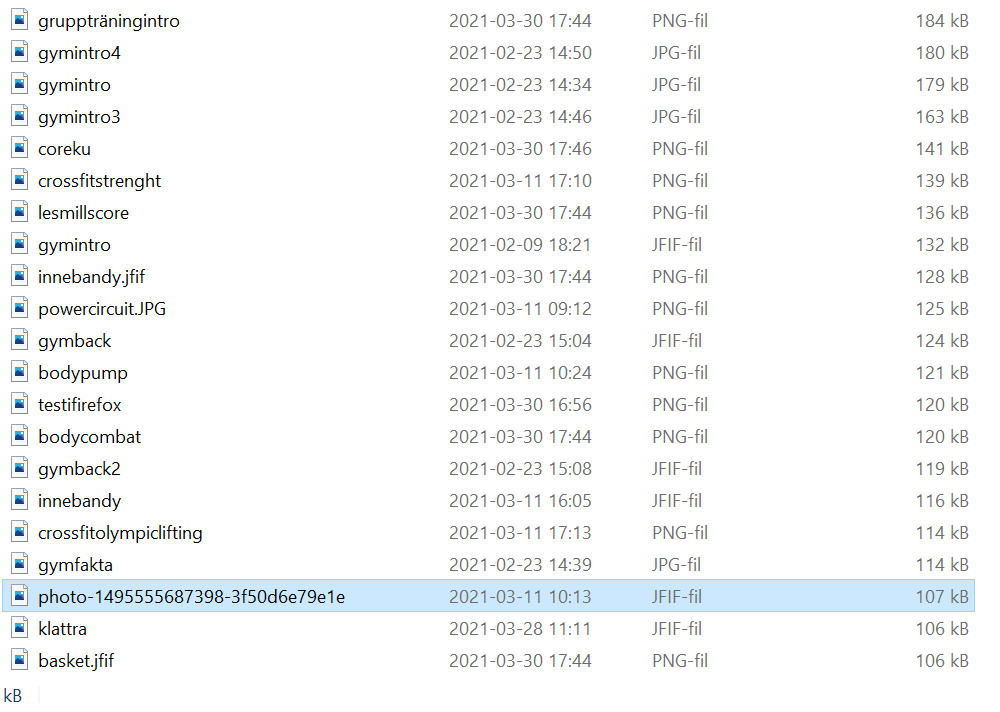 gruppträningintro 2021-03-30 17:44 PNG-fil 184 kB
gymintro4 2021-02-23 14:50 JPG-fil 180 kB
gymintro 2021-02-23 14:34 JPG-fil 179 kB
gymintro3 2021-02-23 14:46 JPG-fil 163 kB
coreku 2021-03-30 17:46 PNG-fil 141 kB
crossfitstrenght 2021-03-11 17:10 PNG-fil 139 kB
lesmillscore 2021-03-30 17:44 PNG-fil 136 kB
gymintro 2021-02-09 18:21 JFIF-fil 132 kB
innebandy.jfif 2021-03-30 17:44 PNG-fil 128 kB
powercircuit.JPG 2021-03-11 09:12 PNG-fil 125 kB
gymback 2021-02-23 15:04 JFIF-fil 124 kB
bodypump 2021-03-11 10:24 PNG-fil 121 kB
testifirefox 2021-03-30 16:56 PNG-fil 120 kB
bodycombat 2021-03-30 17:44 PNG-fil 120 kB
gymback2 2021-02-23 15:08 JFIF-fil 119 kB
innebandy 2021-03-11 16:05 JFIF-fil 116 kB
crossfitolympiclifting 2021-03-11 17:13 PNG-fil 114 kB
gymfakta 2021-02-23 14:39 JPG-fil 114 kB
photo-1495555687398-3f50d6e79e1e 2021-03-11 10:13 JFIF-fil 107 kB
klattra 2021-03-28 11:11 JFIF-fil 106 kB
basket.jfif 2021-03-30 17:44 PNG-fil 106 kB
kB